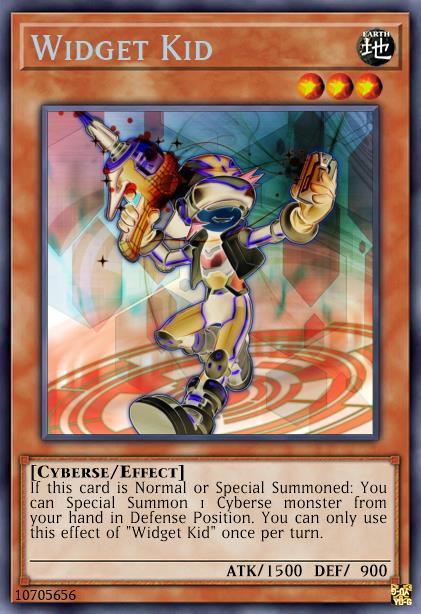 WIDGET KID
EARTH
地
[CYBERSE/EFFECT]
If this card is Normal or Special Summoned: You
can Special Summon 1 Cyberse monster from
your hand in Defense Position. You can only use
this effect of "Widget Kid" once per turn.
ATK/1500 DEF/ 900
10705656